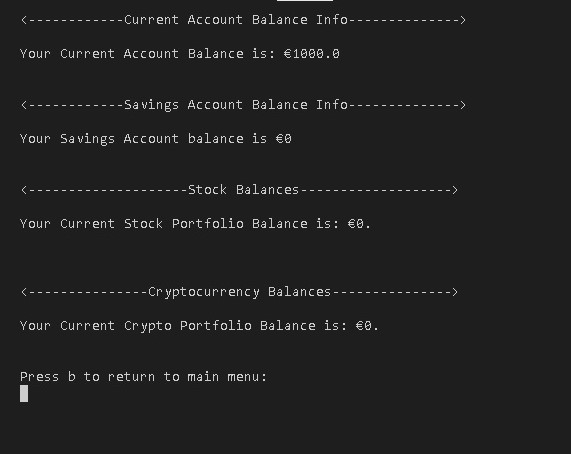 <------------Current Account Balance Info-------------->
Your Current Account Balance is: €1000.0
<------------Savings Account Balance Info-------------->
Your Savings Account balance is €0
<--------------------Stock Balances------------------->
Your Current Stock Portfolio Balance is: €0.
<---------------Cryptocurrency Balances--------------->
Your Current Crypto Portfolio Balance is: €0.
Press b to return to main menu: